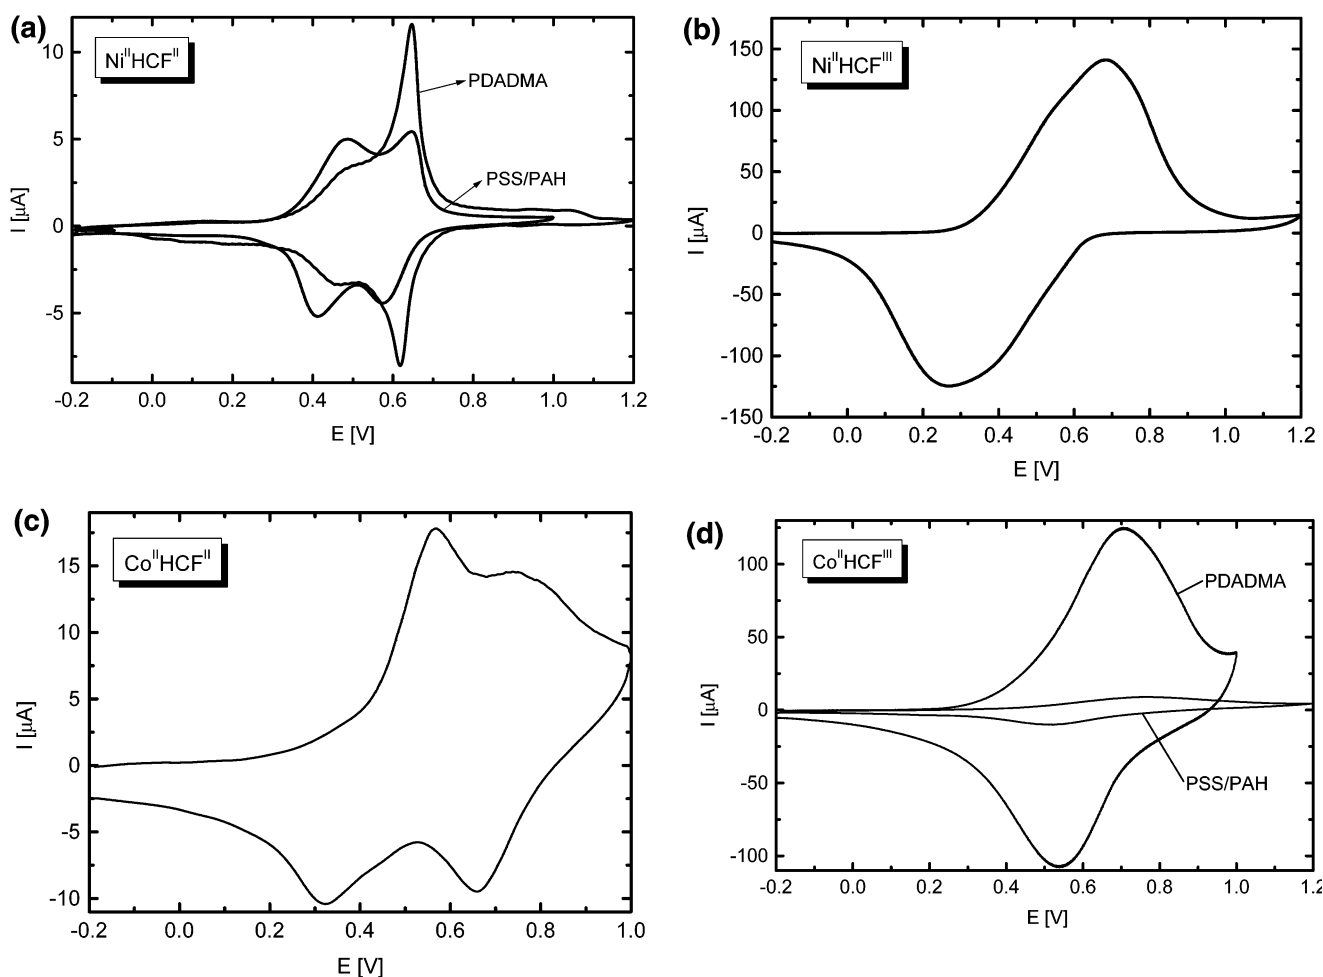 (a)
Ni^II HCF^II
PDADMA
PSS/PAH
I [µA]
10
5
0
-5
-0.2 0.0 0.2 0.4 0.6 0.8 1.0 1.2
E [V]
(b)
Ni^II HCF^III
I [µA]
150
100
50
0
-50
-100
-150
-0.2 0.0 0.2 0.4 0.6 0.8 1.0 1.2
E [V]
(c)
Co^II HCF^II
I [µA]
15
10
5
0
-5
-10
-0.2 0.0 0.2 0.4 0.6 0.8 1.0
E [V]
(d)
Co^II HCF^III
PDADMA
PSS/PAH
I [µA]
100
50
0
-50
-100
-0.2 0.0 0.2 0.4 0.6 0.8 1.0 1.2
E [V]